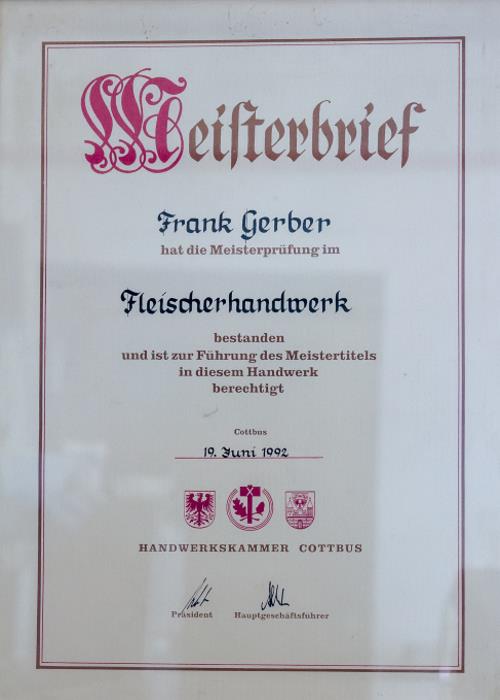 Meisterbrief
Frank Gerber
hat die Meisterprüfung im
Fleischerhandwerk
bestanden
und ist zur Führung des Meistertitels
in diesem Handwerk
berechtigt
Cottbus
19. Juni 1992
HANDWERKSKAMMER COTTBUS
Präsident Hauptgeschäftsführer